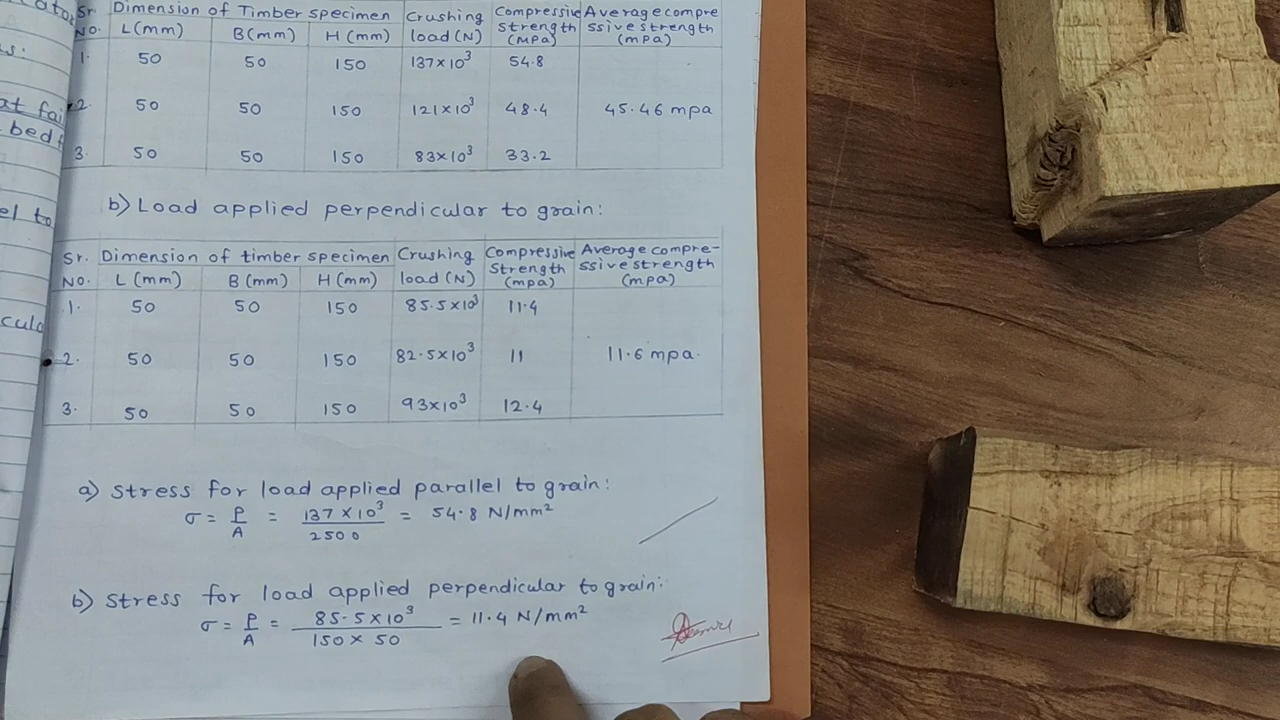 Sr. Dimension of Timber specimen Crushing Compressive Average compre
NO. L(mm) B(mm) H(mm) load(N) strength ssive strength
(MPa) (mpa)
1. 50 50 150 137×10³ 54.8
2. 50 50 150 121×10³ 48.4 45.46 mpa
3. 50 50 150 83×10³ 33.2
b) Load applied perpendicular to grain:
Sr. Dimension of timber specimen Crushing Compressive Average compre-
NO. L (mm) B (mm) H (mm) load (N) Strength ssive strength
(mpa) (mpa)
1. 50 50 150 85.5×10³ 11.4
2. 50 50 150 82.5×10³ 11 11.6 mpa.
3. 50 50 150 93×10³ 12.4
a) Stress for load applied parallel to grain:
σ = P/A = 137×10³/2500 = 54.8 N/mm²
b) Stress for load applied perpendicular to grain:
σ = P/A = 85.5×10³/150×50 = 11.4 N/mm²